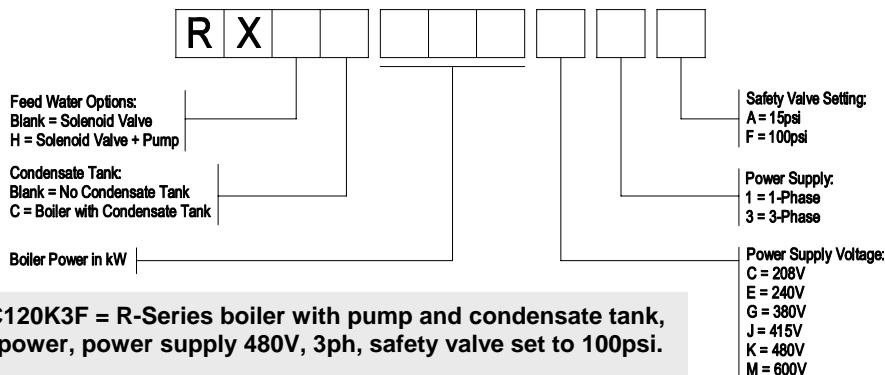 R X
Feed Water Options:
Blank = Solenoid Valve
H = Solenoid Valve + Pump
Condensate Tank:
Blank = No Condensate Tank
C = Boiler with Condensate Tank
Boiler Power in kW
Safety Valve Setting:
A = 15psi
F = 100psi
Power Supply:
1 = 1-Phase
3 = 3-Phase
Power Supply Voltage:
C = 208V
E = 240V
G = 380V
J = 415V
K = 480V
M = 600V
C120K3F = R-Series boiler with pump and condensate tank,
power, power supply 480V, 3ph, safety valve set to 100psi.